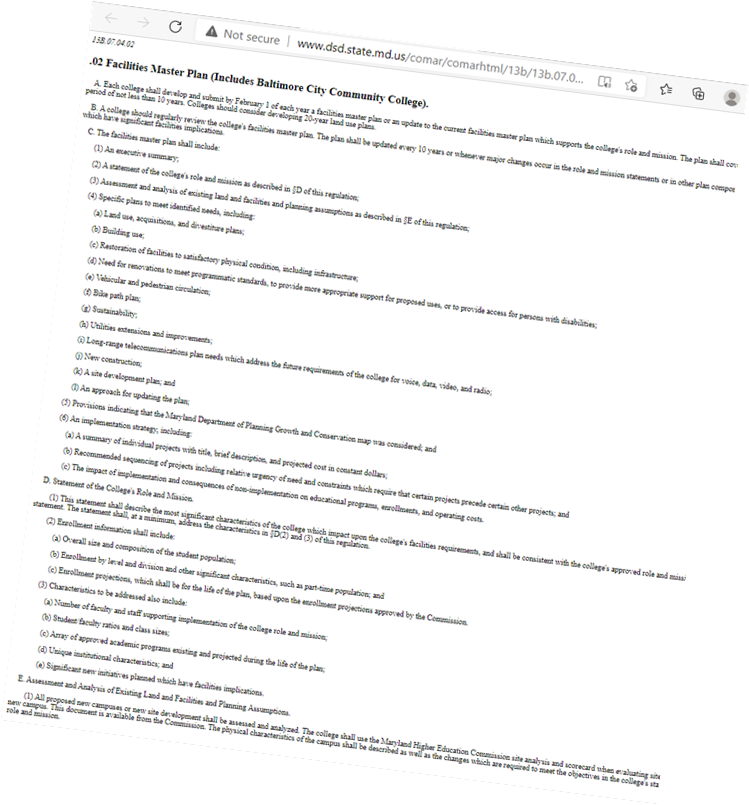 Not secure | www.dsd.state.md.us/comar/comarhtml/13b/13b.07.0...
13B.07.04.02
.02 Facilities Master Plan (Includes Baltimore City Community College).
A. Each college shall develop and submit by February 1 of each year a facilities master plan or an update to the current facilities master plan which supports the college's role and mission. The plan shall cov
period of not less than 10 years. Colleges should consider developing 20-year land use plans.
B. A college should regularly review the college's facilities master plan. The plan shall be updated every 10 years or whenever major changes occur in the role and mission statements or in other plan compor
which have significant facilities implications.
C. The facilities master plan shall include:
(1) An executive summary;
(2) A statement of the college's role and mission as described in §D of this regulation;
(3) Assessment and analysis of existing land and facilities and planning assumptions as described in §E of this regulation;
(4) Specific plans to meet identified needs, including:
(a) Land use, acquisitions, and divestiture plans;
(b) Building use;
(c) Restoration of facilities to satisfactory physical condition, including infrastructure;
(d) Need for renovations to meet programmatic standards, to provide more appropriate support for proposed uses, or to provide access for persons with disabilities;
(e) Vehicular and pedestrian circulation;
(f) Bike path plan;
(g) Sustainability;
(h) Utilities extensions and improvements;
(i) Long-range telecommunications plan needs which address the future requirements of the college for voice, data, video, and radio;
(j) New construction;
(k) A site development plan; and
(l) An approach for updating the plan;
(5) Provisions indicating that the Maryland Department of Planning Growth and Conservation map was considered; and
(6) An implementation strategy, including:
(a) A summary of individual projects with title, brief description, and projected cost in constant dollars;
(b) Recommended sequencing of projects including relative urgency of need and constraints which require that certain projects precede certain other projects; and
(c) The impact of implementation and consequences of non-implementation on educational programs, enrollments, and operating costs.
D. Statement of the College's Role and Mission.
(1) This statement shall describe the most significant characteristics of the college which impact upon the college's facilities requirements, and shall be consistent with the college's approved role and missi
statement. The statement shall, at a minimum, address the characteristics in §D(2) and (3) of this regulation.
(2) Enrollment information shall include:
(a) Overall size and composition of the student population;
(b) Enrollment by level and division and other significant characteristics, such as part-time population; and
(c) Enrollment projections, which shall be for the life of the plan, based upon the enrollment projections approved by the Commission.
(3) Characteristics to be addressed also include:
(a) Number of faculty and staff supporting implementation of the college role and mission;
(b) Student/faculty ratios and class sizes;
(c) Array of approved academic programs existing and projected during the life of the plan;
(d) Unique institutional characteristics; and
(e) Significant new initiatives planned which have facilities implications.
E. Assessment and Analysis of Existing Land and Facilities and Planning Assumptions.
(1) All proposed new campuses or new site development shall be assessed and analyzed. The college shall use the Maryland Higher Education Commission site analysis and scorecard when evaluating site
new campus. This document is available from the Commission. The physical characteristics of the campus shall be described as well as the changes which are required to meet the objectives in the college's sta
role and mission.